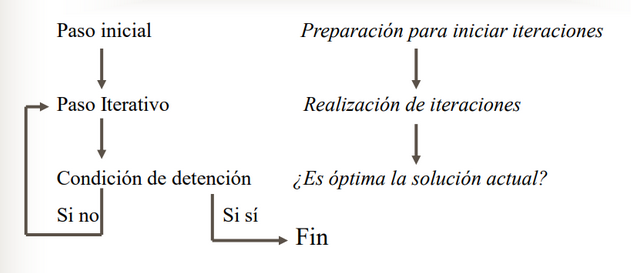 Paso inicial
Preparación para iniciar iteraciones
Paso Iterativo
Realización de iteraciones
Condición de detención
¿Es óptima la solución actual?
Si no
Si sí
Fin